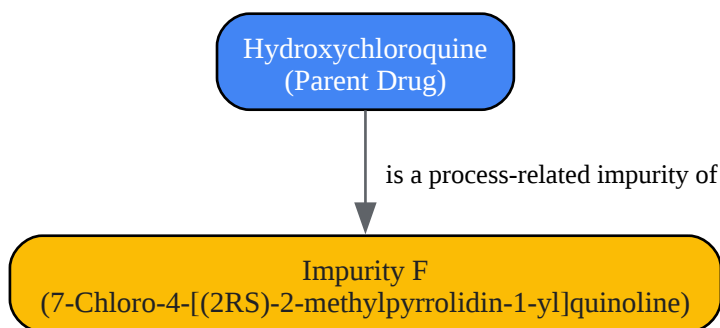 Hydroxychloroquine
(Parent Drug)
is a process-related impurity of
Impurity F
(7-Chloro-4-[(2RS)-2-methylpyrrolidin-1-yl]quinoline)